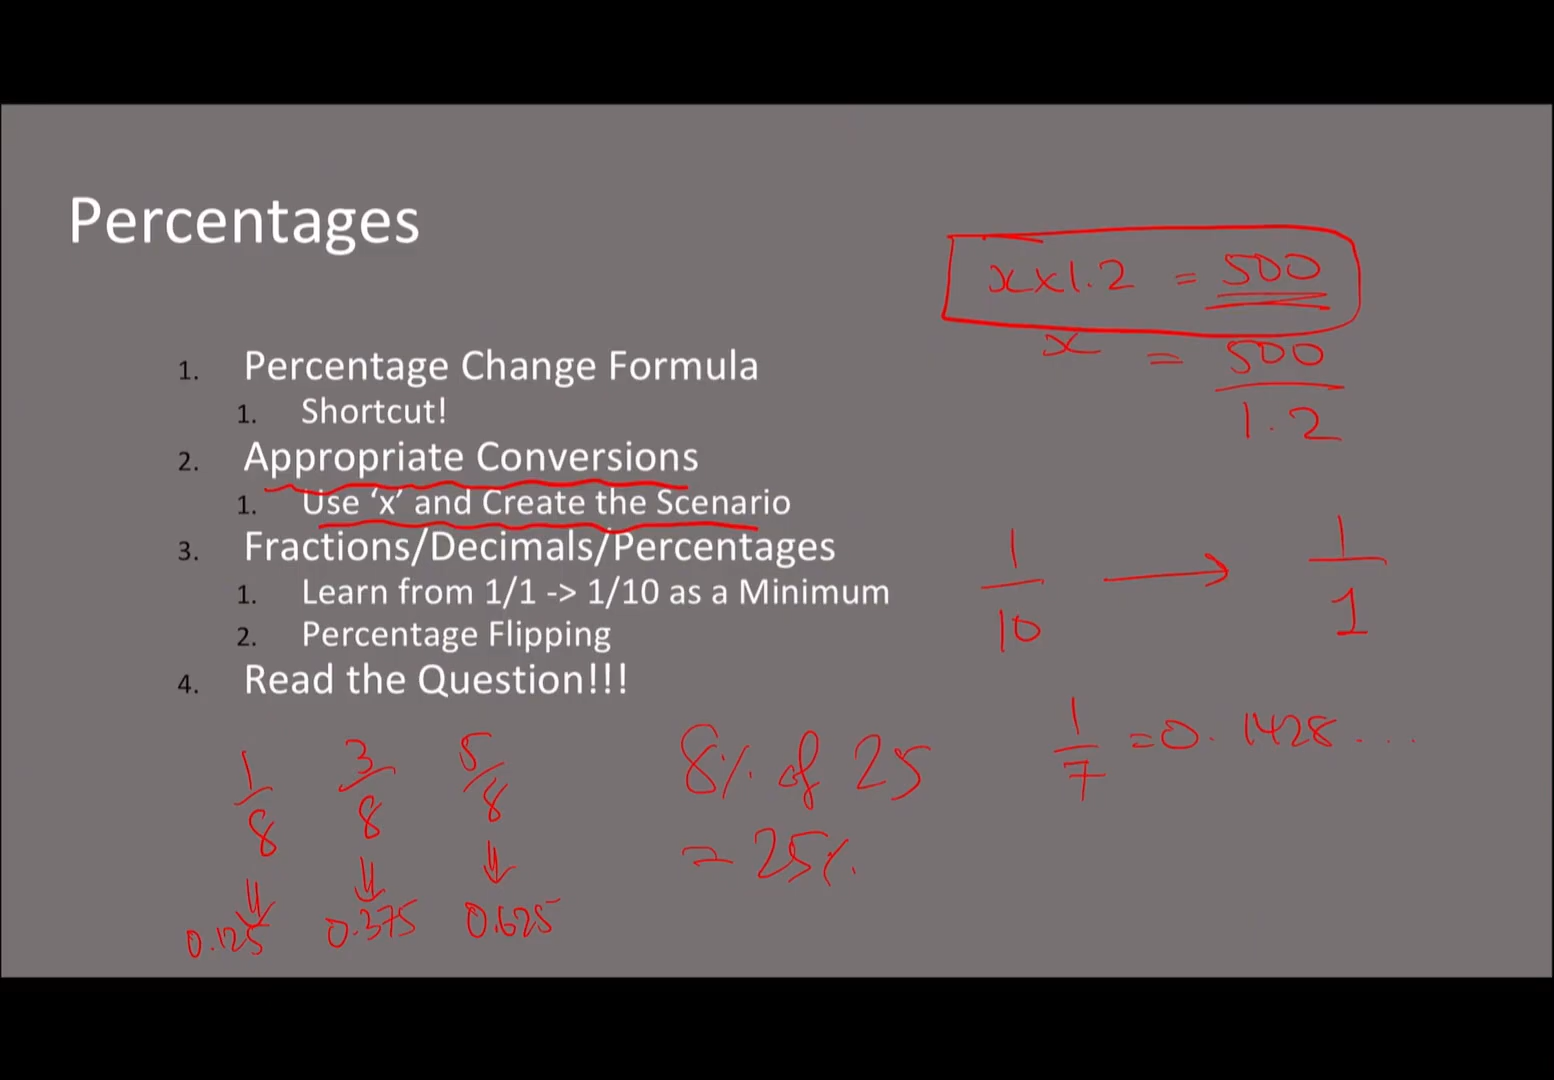 Percentages
x x 1.2 = 500
x = 500
1.2
1. Percentage Change Formula
1. Shortcut!
2. Appropriate Conversions
1. Use ‘x’ and Create the Scenario
3. Fractions/Decimals/Percentages
1. Learn from 1/1 -> 1/10 as a Minimum
2. Percentage Flipping
4. Read the Question!!!
1/10 → 1/1
1/8 3/8 5/8
0.125 0.375 0.625
8% of 25
= 25%
1/7 = 0.1428...